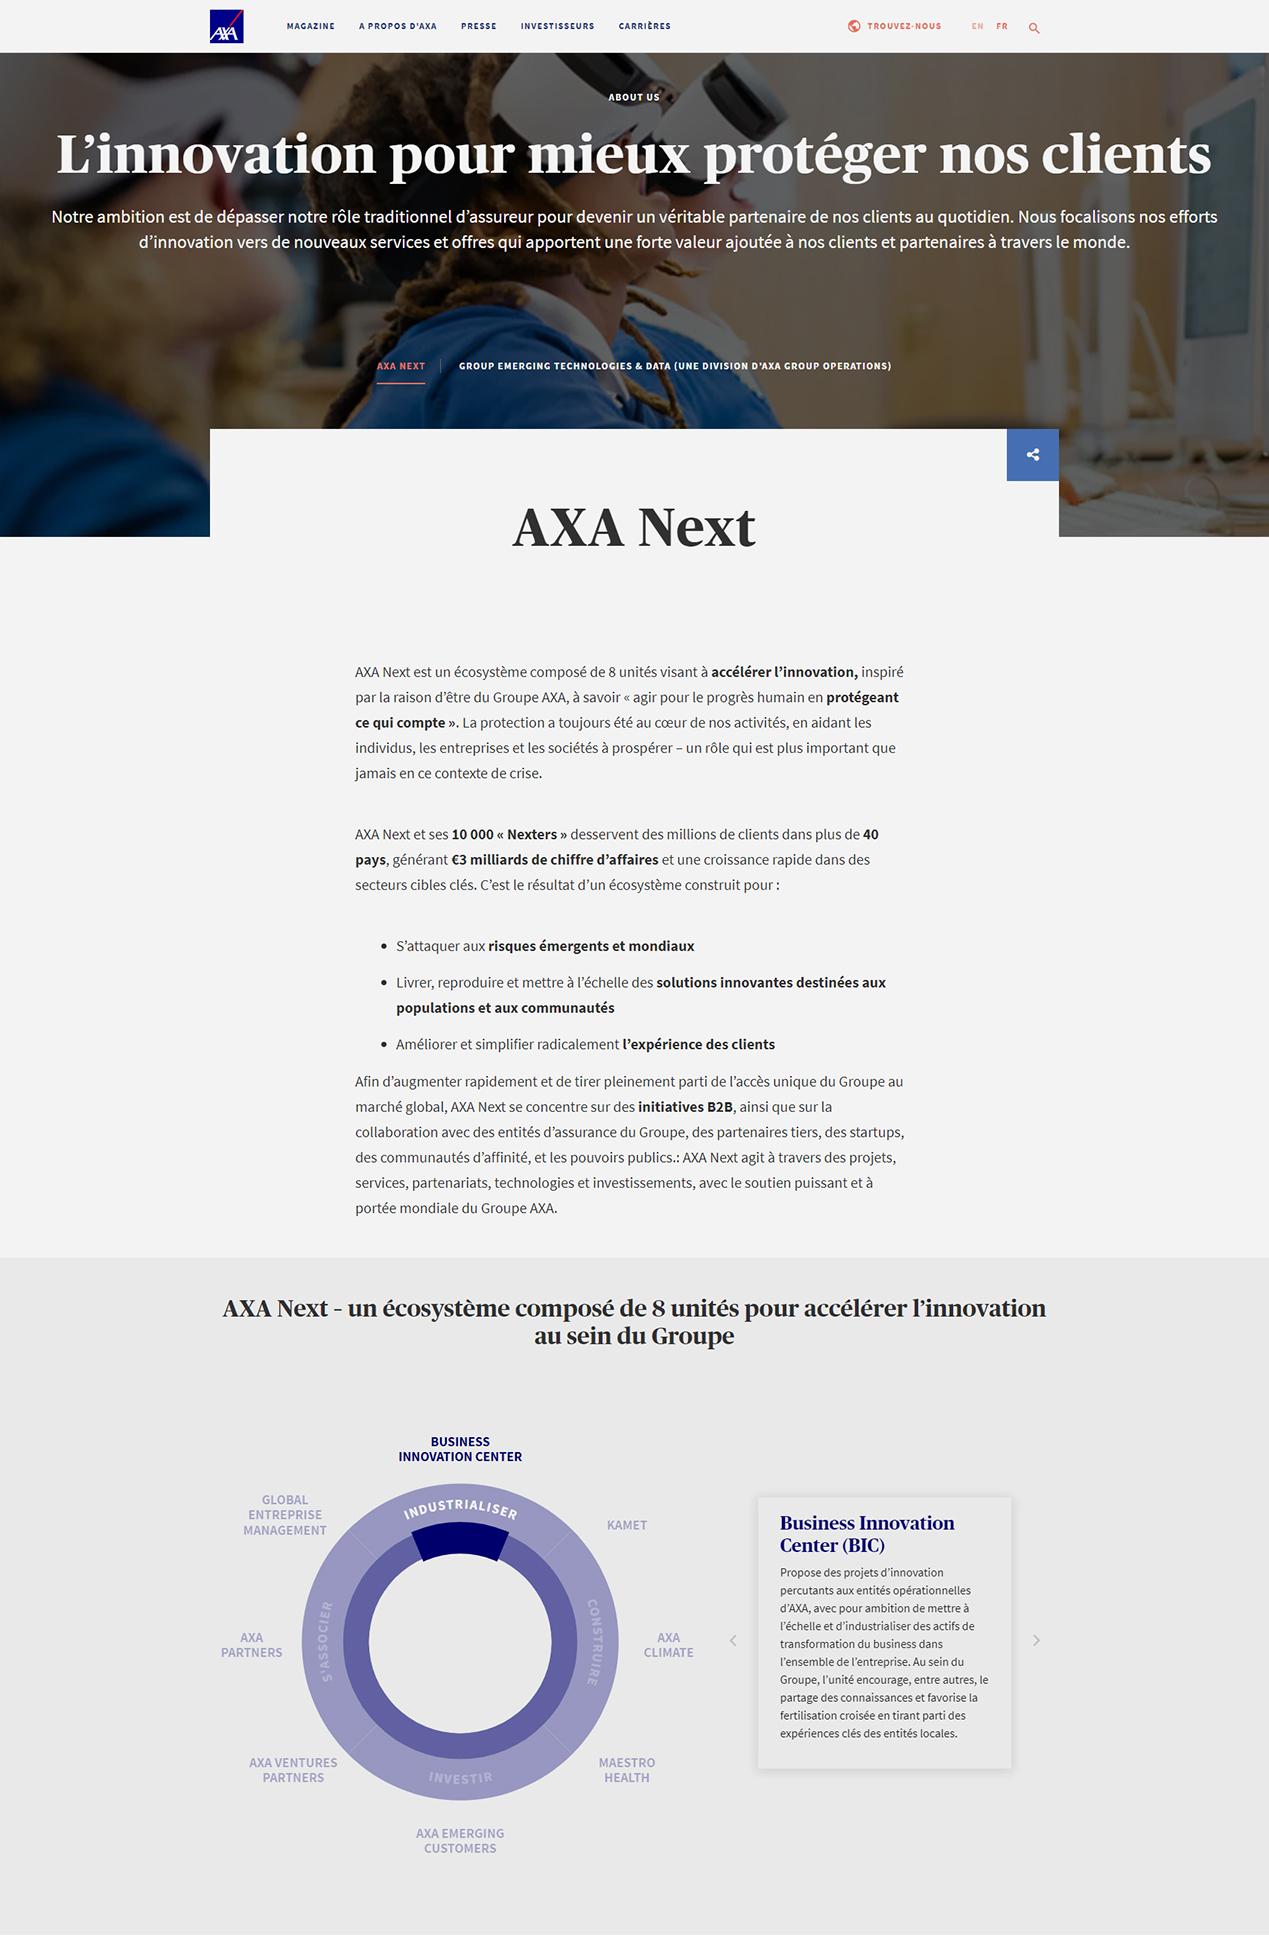 AXA
MAGAZINE
A PROPOS D'AXA
PRESSE
INVESTISSEURS
CARRIÈRES
TROUVEZ-NOUS
EN
FR
ABOUT US
L’innovation pour mieux protéger nos clients
Notre ambition est de dépasser notre rôle traditionnel d’assureur pour devenir un véritable partenaire de nos clients au quotidien. Nous focalisons nos efforts
d’innovation vers de nouveaux services et offres qui apportent une forte valeur ajoutée à nos clients et partenaires à travers le monde.
AXA NEXT
GROUP EMERGING TECHNOLOGIES & DATA (UNE DIVISION D'AXA GROUP OPERATIONS)
AXA Next
AXA Next est un écosystème composé de 8 unités visant à accélérer l’innovation, inspiré
par la raison d’être du Groupe AXA, à savoir « agir pour le progrès humain en protégeant
ce qui compte ». La protection a toujours été au cœur de nos activités, en aidant les
individus, les entreprises et les sociétés à prospérer – un rôle qui est plus important que
jamais en ce contexte de crise.
AXA Next et ses 10 000 « Nexters » desservent des millions de clients dans plus de 40
pays, générant €3 milliards de chiffre d’affaires et une croissance rapide dans des
secteurs cibles clés. C’est le résultat d’un écosystème construit pour :
• S’attaquer aux risques émergents et mondiaux
• Livrer, reproduire et mettre à l’échelle des solutions innovantes destinées aux
populations et aux communautés
• Améliorer et simplifier radicalement l’expérience des clients
Afin d’augmenter rapidement et de tirer pleinement parti de l’accès unique du Groupe au
marché global, AXA Next se concentre sur des initiatives B2B, ainsi que sur la
collaboration avec des entités d’assurance du Groupe, des partenaires tiers, des startups,
des communautés d’affinité, et les pouvoirs publics.: AXA Next agit à travers des projets,
services, partenariats, technologies et investissements, avec le soutien puissant et à
portée mondiale du Groupe AXA.
AXA Next - un écosystème composé de 8 unités pour accélérer l’innovation
au sein du Groupe
BUSINESS
INNOVATION CENTER
GLOBAL
ENTREPRISE
MANAGEMENT
KAMET
AXA
PARTNERS
AXA
CLIMATE
AXA VENTURES
PARTNERS
MAESTRO
HEALTH
AXA EMERGING
CUSTOMERS
INDUSTRIALISER
CONSTRUIRE
INVESTIR
S'ASSOCIER
Business Innovation
Center (BIC)
Propose des projets d’innovation
percutants aux entités opérationnelles
d’AXA, avec pour ambition de mettre à
l’échelle et d’industrialiser des actifs de
transformation du business dans
l’ensemble de l’entreprise. Au sein du
Groupe, l’unité encourage, entre autres, le
partage des connaissances et favorise la
fertilisation croisée en tirant parti des
expériences clés des entités locales.